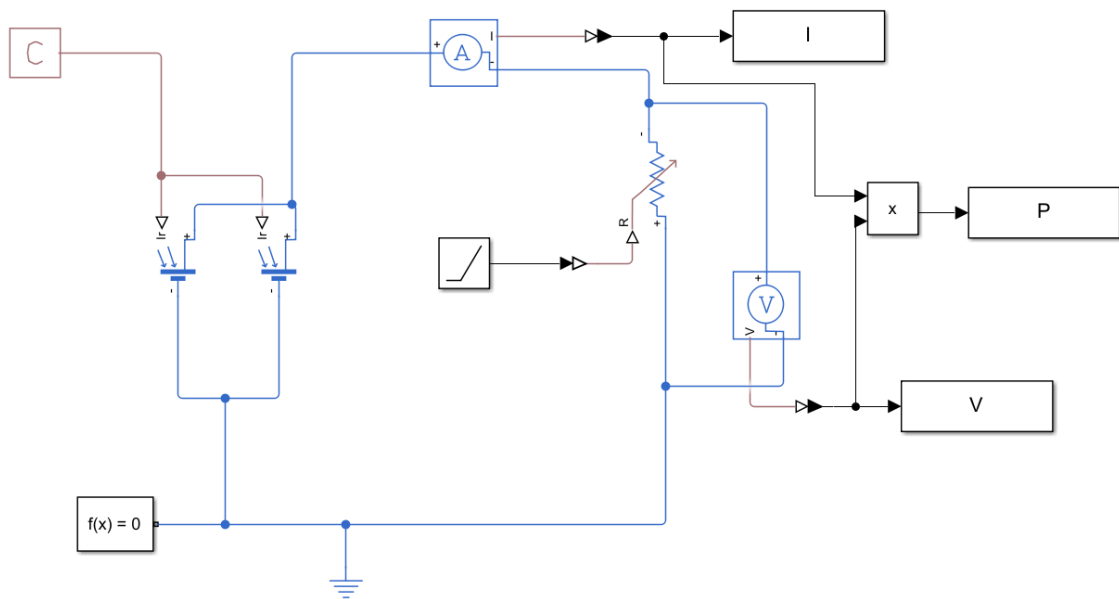 C
+
A
I
-
I
-
Ir
+
Ir
+
R
+
x
P
-
-
+
V
V
-
V
f(x) = 0